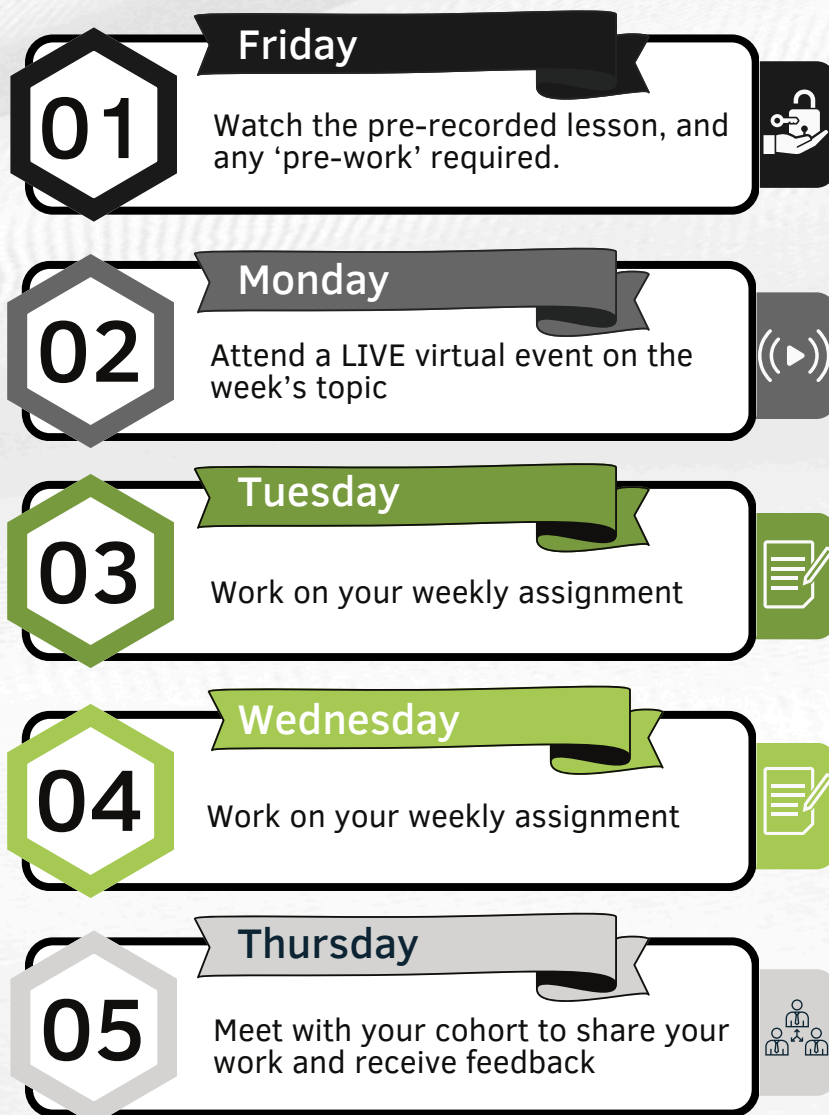 Friday
01
Watch the pre-recorded lesson, and
any ‘pre-work’ required.
Monday
02
Attend a LIVE virtual event on the
week’s topic
Tuesday
03
Work on your weekly assignment
Wednesday
04
Work on your weekly assignment
Thursday
05
Meet with your cohort to share your
work and receive feedback